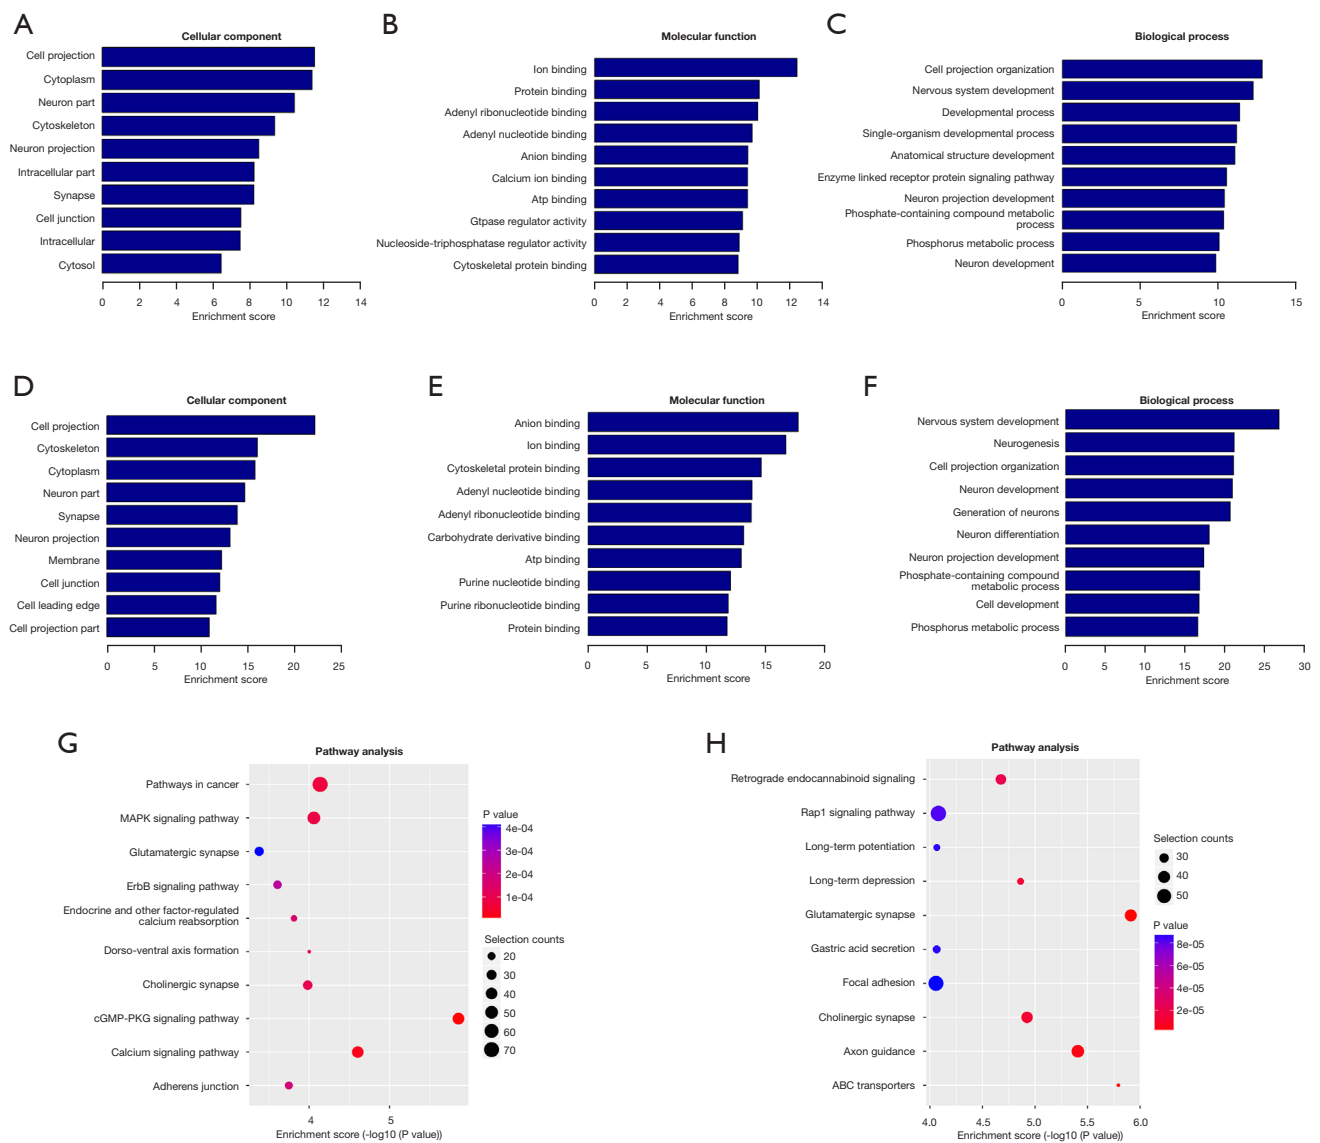 A
Cellular component
Cell projection
Cytoplasm
Neuron part
Cytoskeleton
Neuron projection
Intracellular part
Synapse
Cell junction
Intracellular
Cytosol
0 2 4 6 8 10 12 14
Enrichment score
B
Molecular function
Ion binding
Protein binding
Adenyl ribonucleotide binding
Adenyl nucleotide binding
Anion binding
Calcium ion binding
Atp binding
Gtpase regulator activity
Nucleoside-triphosphatase regulator activity
Cytoskeletal protein binding
0 2 4 6 8 10 12 14
Enrichment score
C
Biological process
Cell projection organization
Nervous system development
Developmental process
Single-organism developmental process
Anatomical structure development
Enzyme linked receptor protein signaling pathway
Neuron projection development
Phosphate-containing compound metabolic
process
Phosphorus metabolic process
Neuron development
0 5 10 15
Enrichment score
D
Cellular component
Cell projection
Cytoskeleton
Cytoplasm
Neuron part
Synapse
Neuron projection
Membrane
Cell junction
Cell leading edge
Cell projection part
0 5 10 15 20 25
Enrichment score
E
Molecular function
Anion binding
Ion binding
Cytoskeletal protein binding
Adenyl nucleotide binding
Adenyl ribonucleotide binding
Carbohydrate derivative binding
Atp binding
Purine nucleotide binding
Purine ribonucleotide binding
Protein binding
0 5 10 15 20
Enrichment score
F
Biological process
Nervous system development
Neurogenesis
Cell projection organization
Neuron development
Generation of neurons
Neuron differentiation
Neuron projection development
Phosphate-containing compound
metabolic process
Cell development
Phosphorus metabolic process
0 5 10 15 20 25 30
Enrichment score
G
Pathway analysis
Pathways in cancer
MAPK signaling pathway
Glutamatergic synapse
ErbB signaling pathway
Endocrine and other factor-regulated
calcium reabsorption
Dorso-ventral axis formation
Cholinergic synapse
cGMP-PKG signaling pathway
Calcium signaling pathway
Adherens junction
4 5
Enrichment score (-log10 (P value))
P value
4e-04
3e-04
2e-04
1e-04
Selection counts
20
30
40
50
60
70
H
Pathway analysis
Retrograde endocannabinoid signaling
Rap1 signaling pathway
Long-term potentiation
Long-term depression
Glutamatergic synapse
Gastric acid secretion
Focal adhesion
Cholinergic synapse
Axon guidance
ABC transporters
4.0 4.5 5.0 5.5 6.0
Enrichment score (-log10 (P value))
Selection counts
30
40
50
P value
8e-05
6e-05
4e-05
2e-05